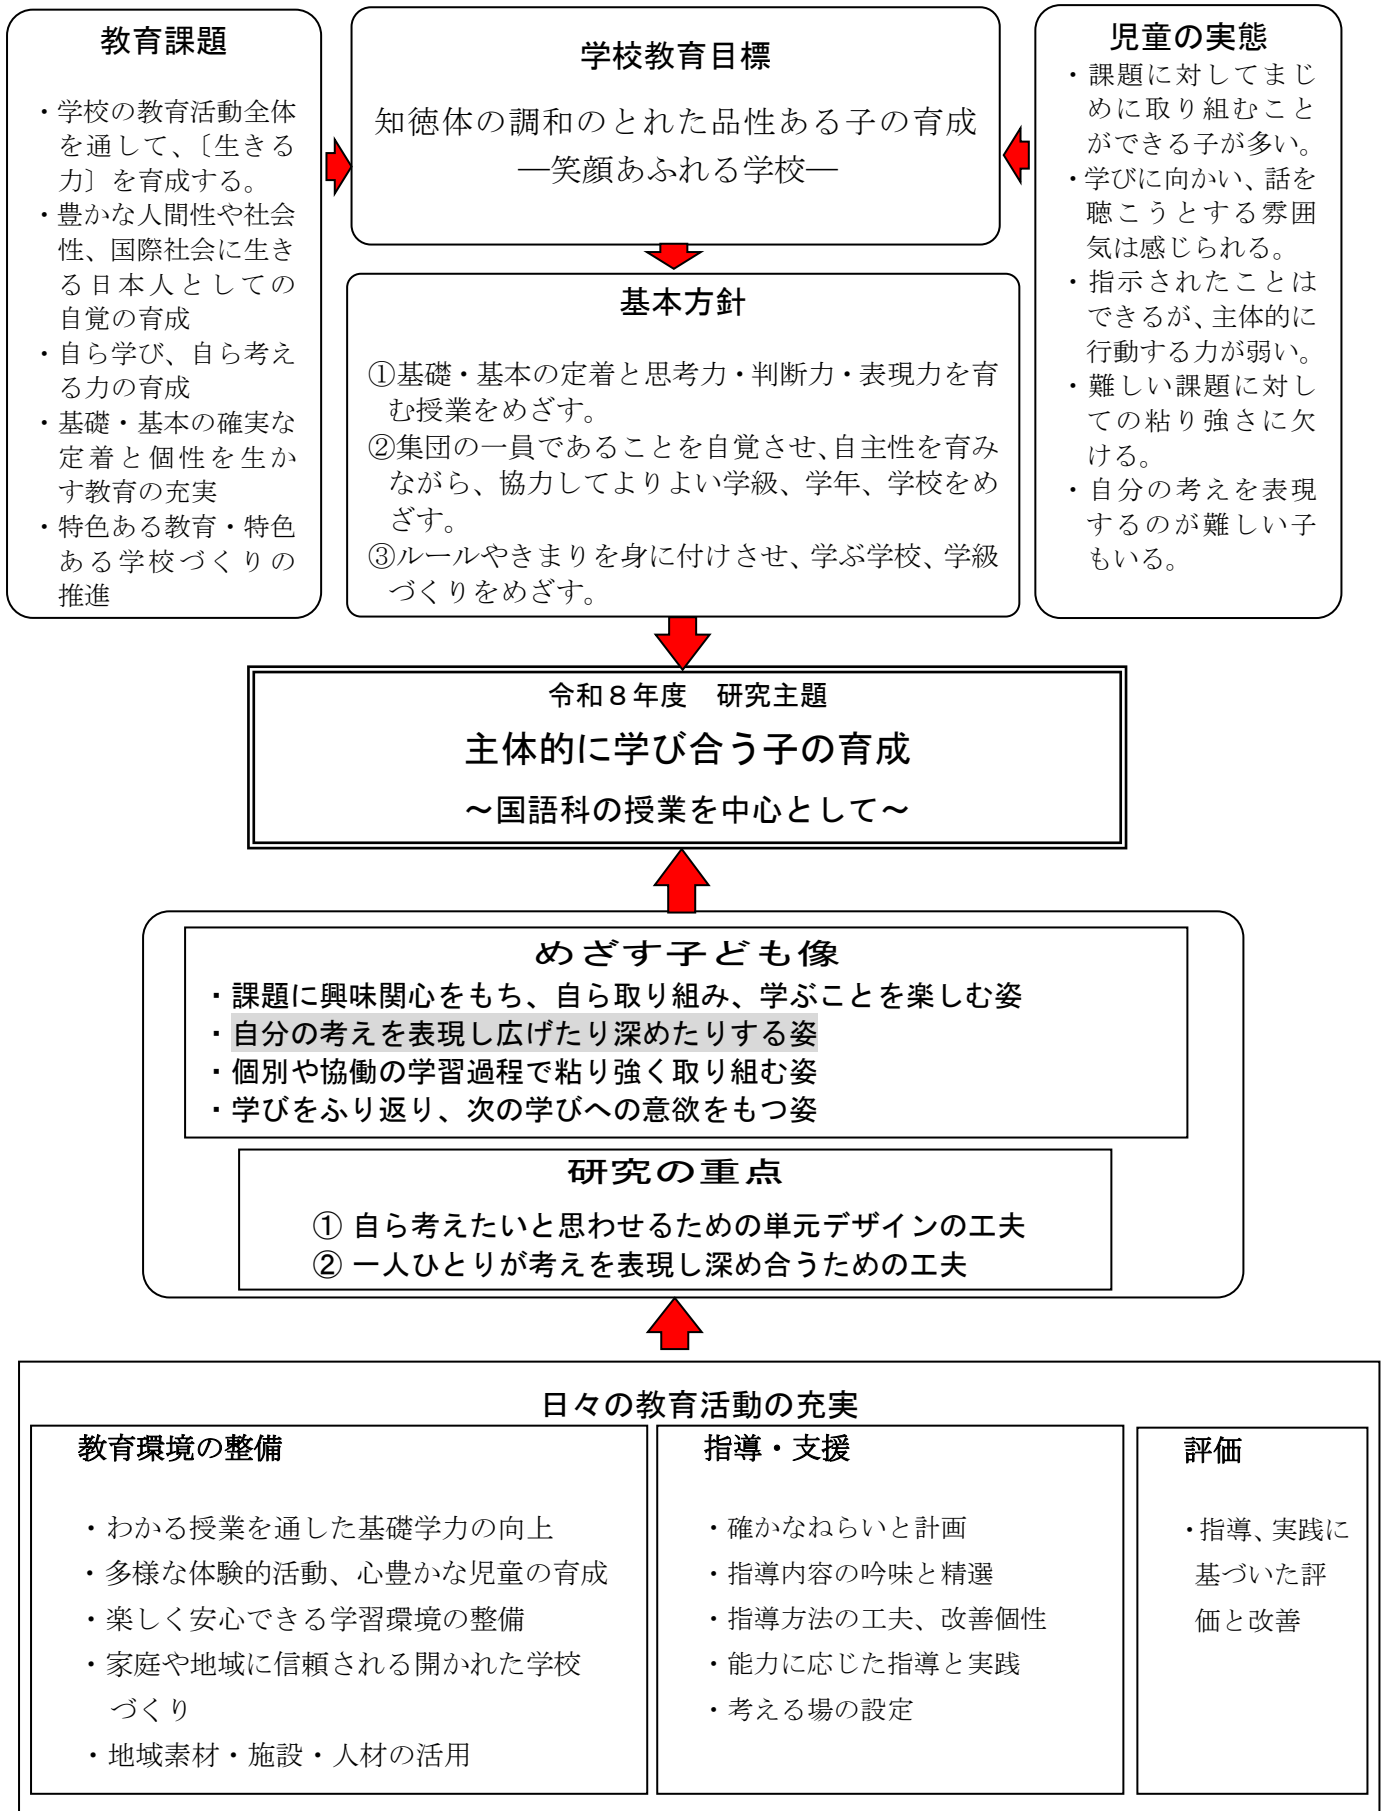 教育課題
・学校の教育活動全体
を通して、〔生きる
力〕を育成する。
・豊かな人間性や社会
性、国際社会に生き
る日本人としての
自覚の育成
・自ら学び、自ら考え
る力の育成
・基礎・基本の確実な
定着と個性を生か
す教育の充実
・特色ある教育・特色
ある学校づくりの
推進
学校教育目標
知徳体の調和のとれた品性ある子の育成
―笑顔あふれる学校―
児童の実態
・課題に対してまじ
めに取り組むこと
ができる子が多い。
・学びに向かい、話を
聴こうとする雰囲
気は感じられる。
・指示されたことは
できるが、主体的に
行動する力が弱い。
・難しい課題に対し
ての粘り強さに欠
ける。
・自分の考えを表現
するのが難しい子
もいる。
基本方針
①基礎・基本の定着と思考力・判断力・表現力を育
む授業をめざす。
②集団の一員であることを自覚させ、自主性を育み
ながら、協力してよりよい学級、学年、学校をめ
ざす。
③ルールやきまりを身に付けさせ、学ぶ学校、学級
づくりをめざす。
令和８年度　研究主題
主体的に学び合う子の育成
～国語科の授業を中心として～
めざす子ども像
・課題に興味関心をもち、自ら取り組み、学ぶことを楽しむ姿
・自分の考えを表現し広げたり深めたりする姿
・個別や協働の学習過程で粘り強く取り組む姿
・学びをふり返り、次の学びへの意欲をもつ姿
研究の重点
① 自ら考えたいと思わせるための単元デザインの工夫
② 一人ひとりが考えを表現し深め合うための工夫
日々の教育活動の充実
教育環境の整備
・わかる授業を通した基礎学力の向上
・多様な体験的活動、心豊かな児童の育成
・楽しく安心できる学習環境の整備
・家庭や地域に信頼される開かれた学校
づくり
・地域素材・施設・人材の活用
指導・支援
・確かなねらいと計画
・指導内容の吟味と精選
・指導方法の工夫、改善個性
・能力に応じた指導と実践
・考える場の設定
評価
・指導、実践に
基づいた評
価と改善